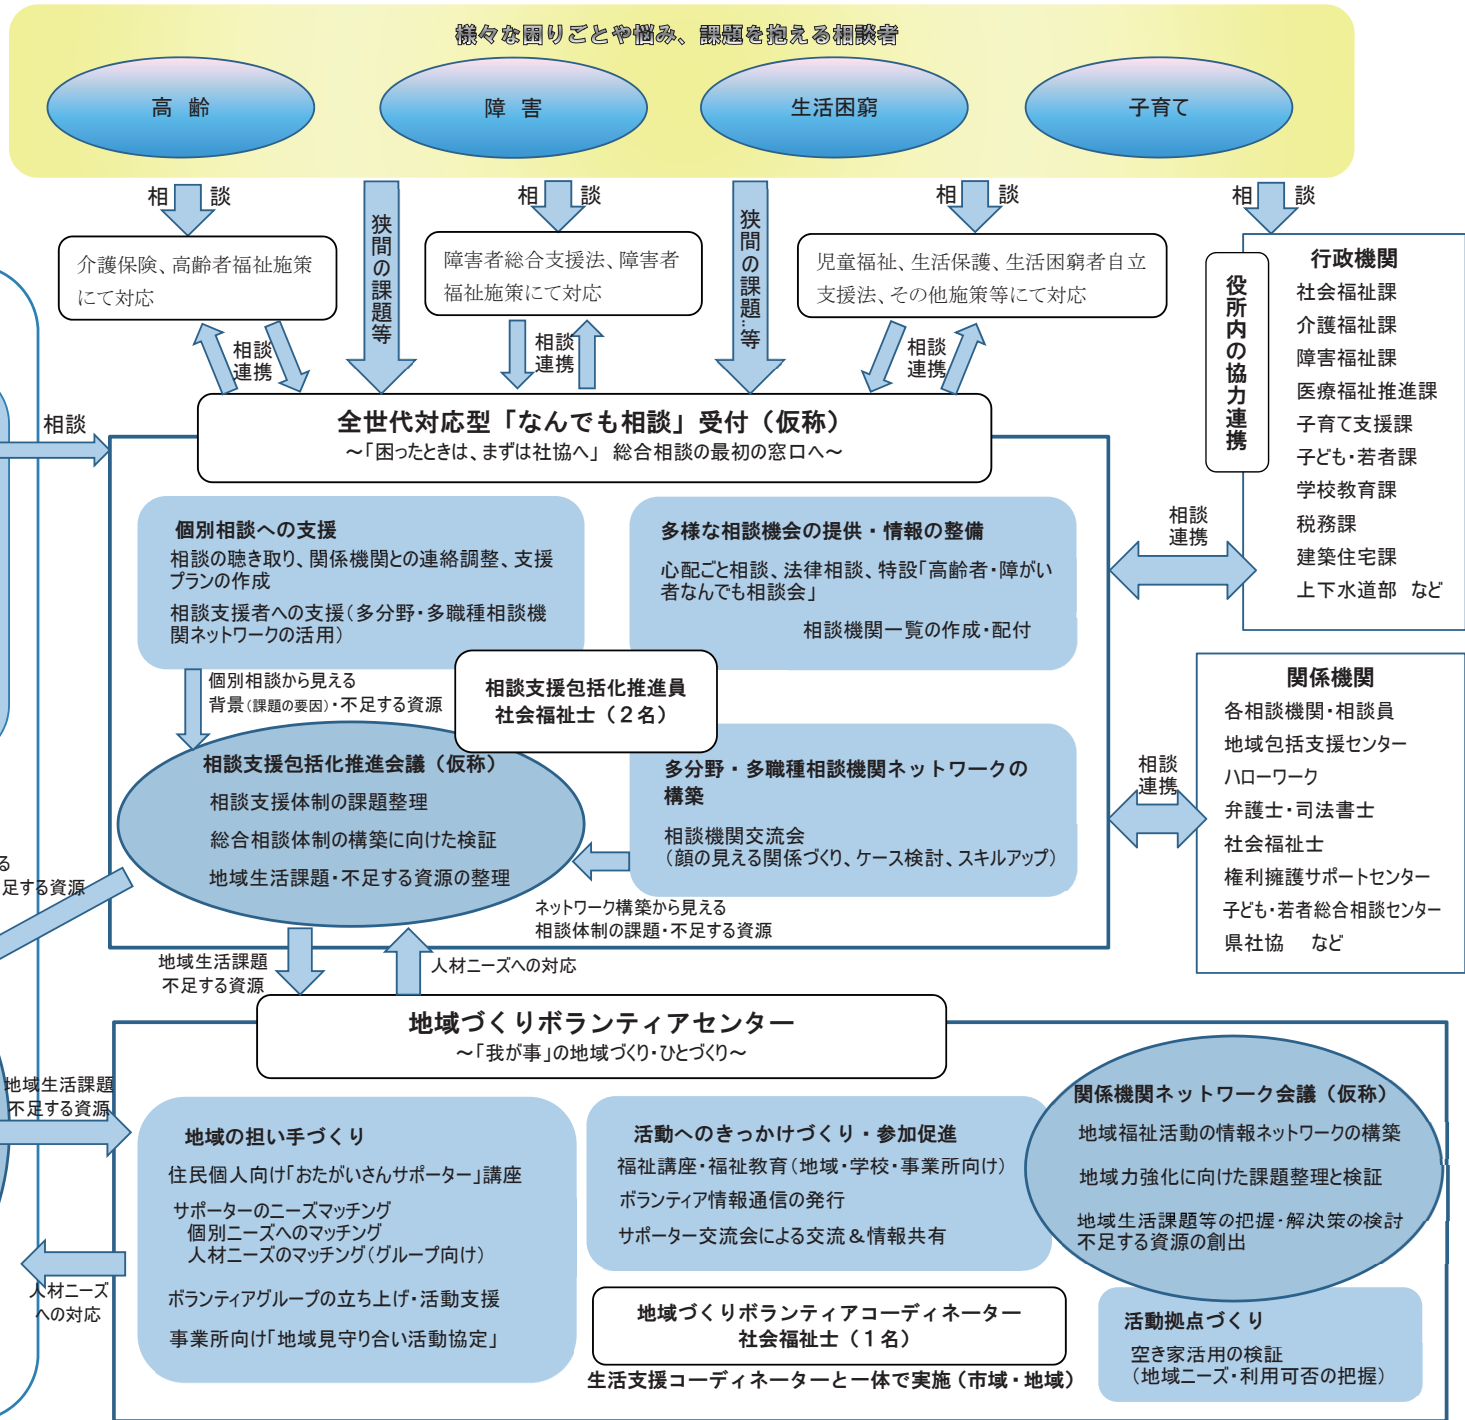 様々な困りごとや悩み、課題を抱える相談者
高 齢
障 害
生活困窮
子育て
相 談
狭間の課題等
相 談
狭間の課題…等
相 談
相 談
介護保険、高齢者福祉施策
にて対応
障害者総合支援法、障害者
福祉施策にて対応
児童福祉、生活保護、生活困窮者自立
支援法、その他施策等にて対応
相談
連携
相談
連携
相談
連携
役所内の協力連携
行政機関
社会福祉課
介護福祉課
障害福祉課
医療福祉推進課
子育て支援課
子ども・若者課
学校教育課
税務課
建築住宅課
上下水道部 など
相談
全世代対応型「なんでも相談」受付（仮称）
～「困ったときは、まずは社協へ」 総合相談の最初の窓口へ～
個別相談への支援
相談の聴き取り、関係機関との連絡調整、支援
プランの作成
相談支援者への支援（多分野・多職種相談機
関ネットワークの活用）
多様な相談機会の提供・情報の整備
心配ごと相談、法律相談、特設「高齢者・障がい
者なんでも相談会」
相談機関一覧の作成・配付
相談
連携
個別相談から見える
背景（課題の要因）・不足する資源
相談支援包括化推進員
社会福祉士（２名）
相談支援包括化推進会議（仮称）
相談支援体制の課題整理
総合相談体制の構築に向けた検証
地域生活課題・不足する資源の整理
多分野・多職種相談機関ネットワークの
構築
相談機関交流会
（顔の見える関係づくり、ケース検討、スキルアップ）
ネットワーク構築から見える
相談体制の課題・不足する資源
相談
連携
関係機関
各相談機関・相談員
地域包括支援センター
ハローワーク
弁護士・司法書士
社会福祉士
権利擁護サポートセンター
子ども・若者総合相談センター
県社協 など
る
足する資源
地域生活課題
不足する資源
人材ニーズへの対応
地域づくりボランティアセンター
～「我が事」の地域づくり・ひとづくり～
地域生活課題
不足する資源
人材ニーズ
への対応
地域の担い手づくり
住民個人向け「おたがいさんサポーター」講座
サポーターのニーズマッチング
個別ニーズへのマッチング
人材ニーズのマッチング（グループ向け）
ボランティアグループの立ち上げ・活動支援
事業所向け「地域見守り合い活動協定」
活動へのきっかけづくり・参加促進
福祉講座・福祉教育（地域・学校・事業所向け）
ボランティア情報通信の発行
サポーター交流会による交流＆情報共有
地域づくりボランティアコーディネーター
社会福祉士（１名）
生活支援コーディネーターと一体で実施（市域・地域）
関係機関ネットワーク会議（仮称）
地域福祉活動の情報ネットワークの構築
地域力強化に向けた課題整理と検証
地域生活課題等の把握・解決策の検討
不足する資源の創出
活動拠点づくり
空き家活用の検証
（地域ニーズ・利用可否の把握）